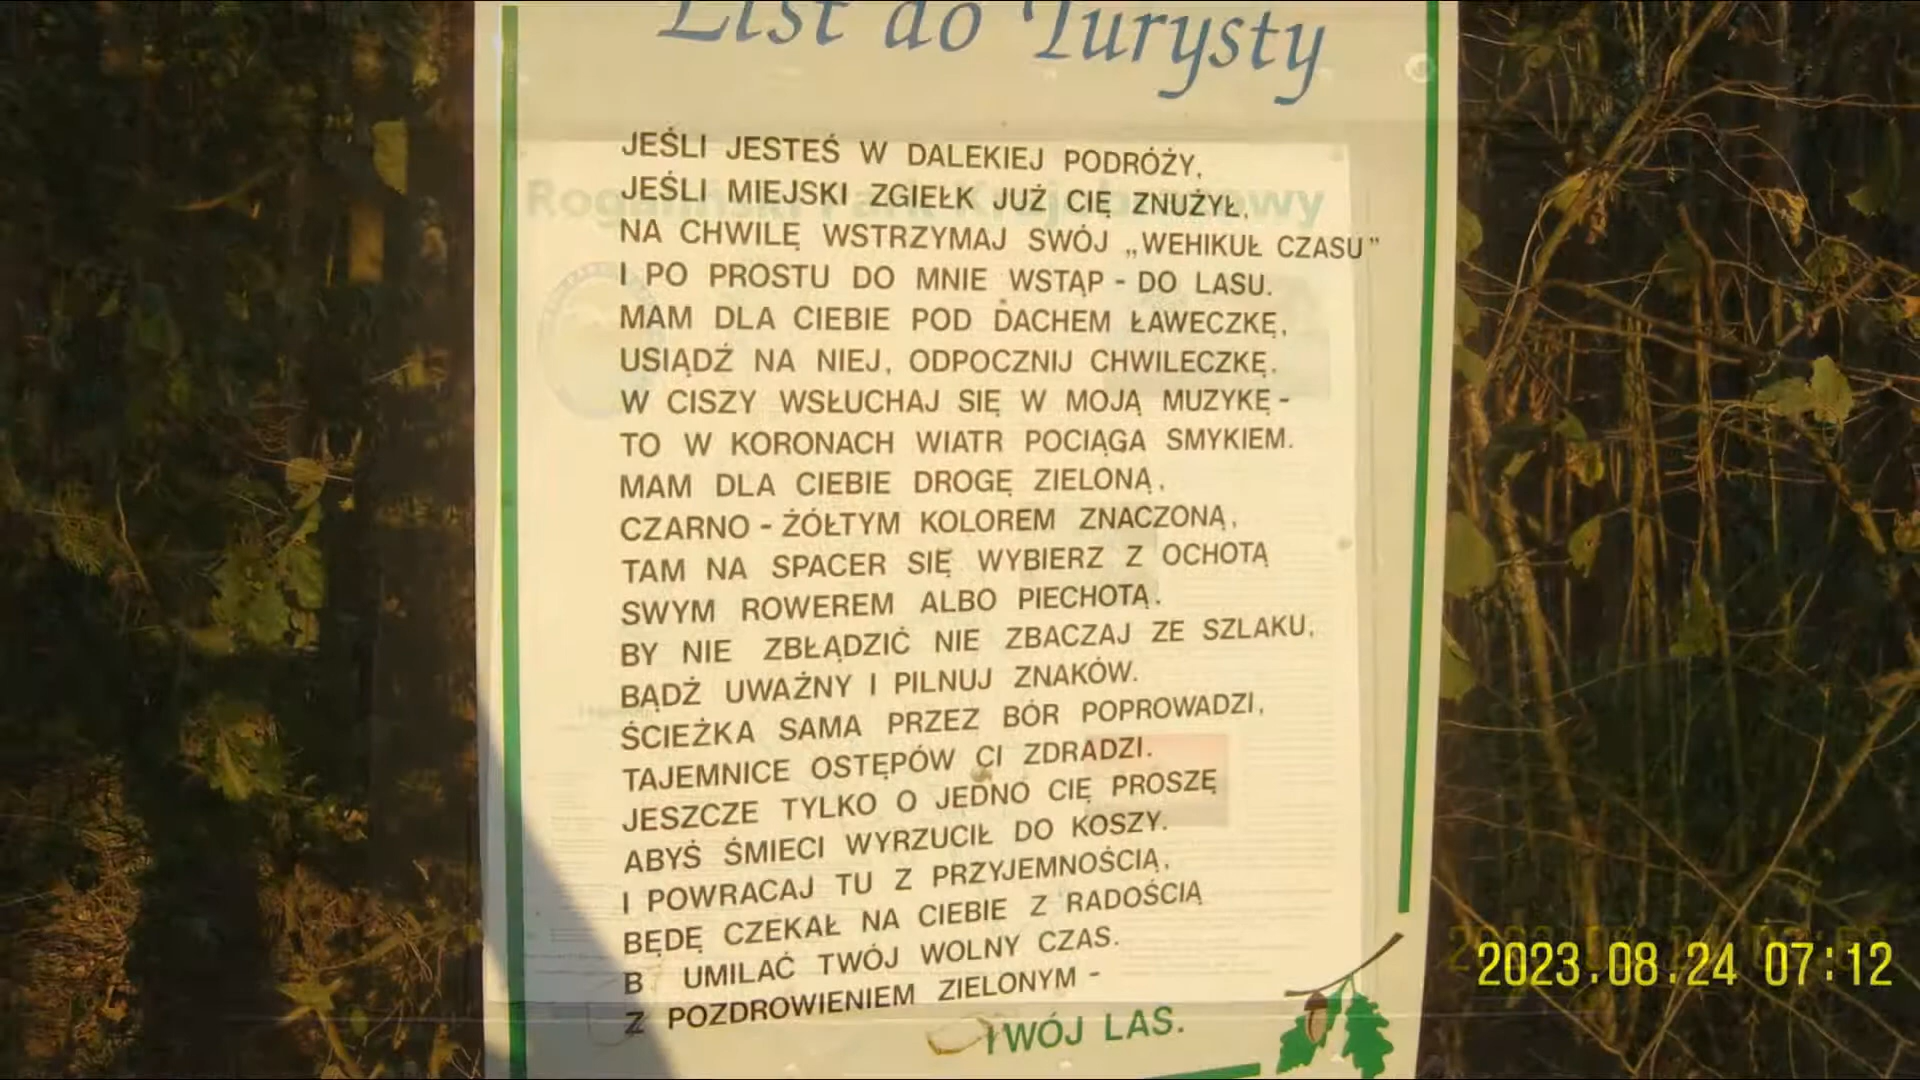 List do Turysty
JEŚLI JESTEŚ W DALEKIEJ PODRÓŻY,
JEŚLI MIEJSKI ZGIEŁK JUŻ CIĘ ZNUŻYŁ,
NA CHWILĘ WSTRZYMAJ SWÓJ „WEHIKUŁ CZASU”
I PO PROSTU DO MNIE WSTĄP - DO LASU.
MAM DLA CIEBIE POD DACHEM ŁAWECZKĘ,
USIĄDŹ NA NIEJ, ODPOCZNIJ CHWILECZKĘ,
W CISZY WSŁUCHAJ SIĘ W MOJĄ MUZYKĘ -
TO W KORONACH WIATR POCIĄGA SMYKIEM.
MAM DLA CIEBIE DROGĘ ZIELONĄ,
CZARNO - ŻÓŁTYM KOLOREM ZNACZONĄ,
TAM NA SPACER SIĘ WYBIERZ Z OCHOTĄ
SWYM ROWEREM ALBO PIECHOTĄ.
BY NIE ZBŁĄDZIĆ NIE ZBACZAJ ZE SZLAKU,
BĄDŹ UWAŻNY I PILNUJ ZNAKÓW.
ŚCIEŻKA SAMA PRZEZ BÓR POPROWADZI,
TAJEMNICE OSTĘPÓW CI ZDRADZI.
JESZCZE TYLKO O JEDNO CIĘ PROSZĘ
ABYŚ ŚMIECI WYRZUCIŁ DO KOSZY.
I POWRACAJ TU Z PRZYJEMNOŚCIĄ,
BĘDĘ CZEKAŁ NA CIEBIE Z RADOŚCIĄ
B UMILAĆ TWÓJ WOLNY CZAS.
Z POZDROWIENIEM ZIELONYM -
TWÓJ LAS.
2023.08.24 07:12